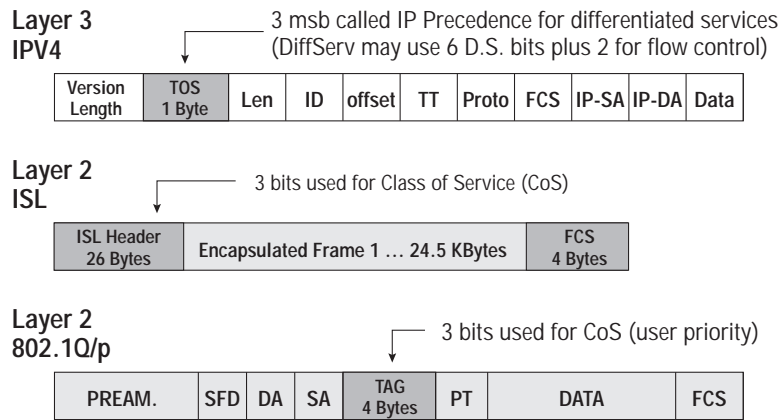 Layer 3
IPV4
3 msb called IP Precedence for differentiated services
(DiffServ may use 6 D.S. bits plus 2 for flow control)
Version
Length
TOS
1 Byte
Len
ID
offset
TT
Proto
FCS
IP-SA
IP-DA
Data
Layer 2
ISL
3 bits used for Class of Service (CoS)
ISL Header
26 Bytes
Encapsulated Frame 1 … 24.5 KBytes
FCS
4 Bytes
Layer 2
802.1Q/p
3 bits used for CoS (user priority)
PREAM.
SFD
DA
SA
TAG
4 Bytes
PT
DATA
FCS